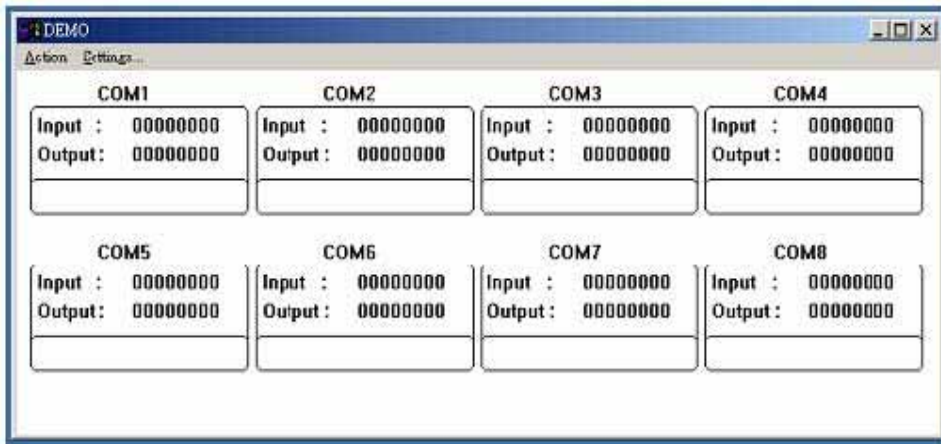 DEMO
Action Settings...
COM1 COM2 COM3 COM4
Input : 00000000 Input : 00000000 Input : 00000000 Input : 00000000
Output : 00000000 Output : 00000000 Output : 00000000 Output : 00000000
COM5 COM6 COM7 COM8
Input : 00000000 Input : 00000000 Input : 00000000 Input : 00000000
Output : 00000000 Output : 00000000 Output : 00000000 Output : 00000000